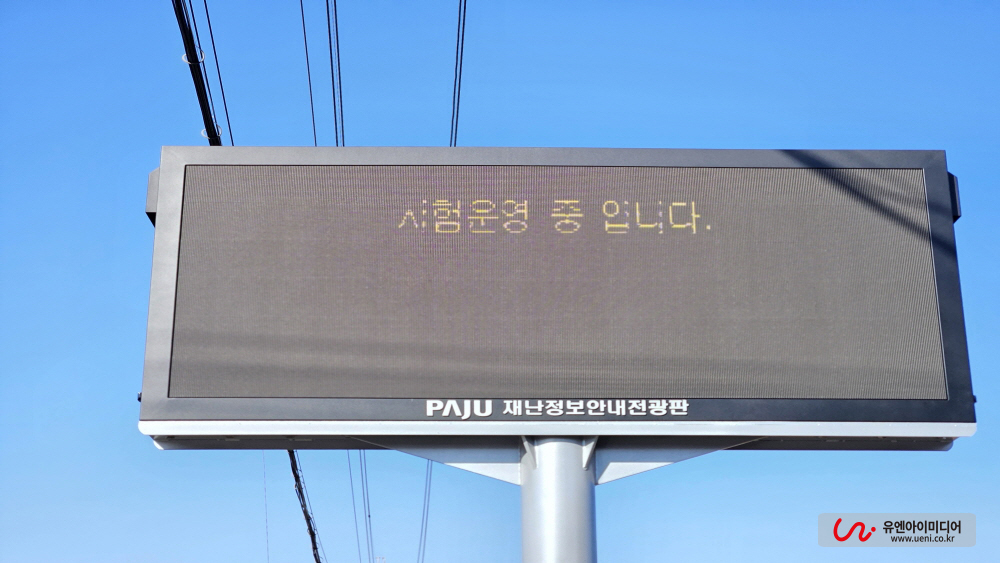 시험운영 중 입니다.
PAJU 재난정보안내전광판
유엔아이미디어
www.ueni.co.kr